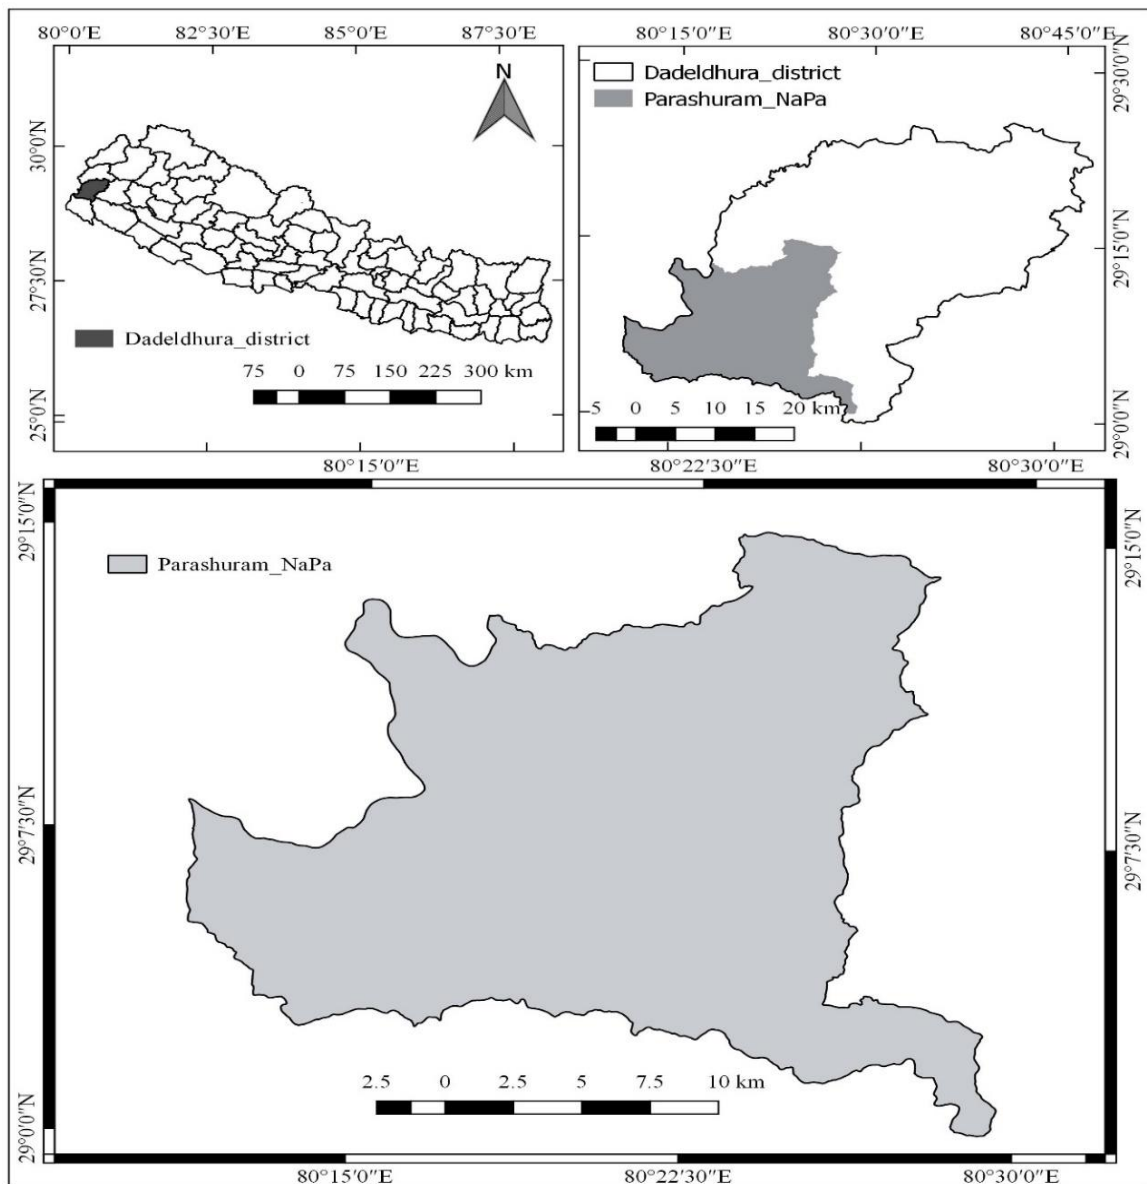 80°0'E 82°30'E 85°0'E 87°30'E
N
30°0'N
27°30'N
25°0'N
Dadeldhura_district
75 0 75 150 225 300 km
80°15'0"E 80°30'0"E 80°45'0"E
Dadeldhura_district
Parashuram_NaPa
29°30'0"N
29°15'0"N
29°0'0"N
-5 0 5 10 15 20 km
80°15'0"E 80°22'30"E 80°30'0"E
29°15'0"N
29°7'30"N
29°0'0"N
Parashuram_NaPa
29°15'0"N
29°7'30"N
2.5 0 2.5 5 7.5 10 km
80°15'0"E 80°22'30"E 80°30'0"E